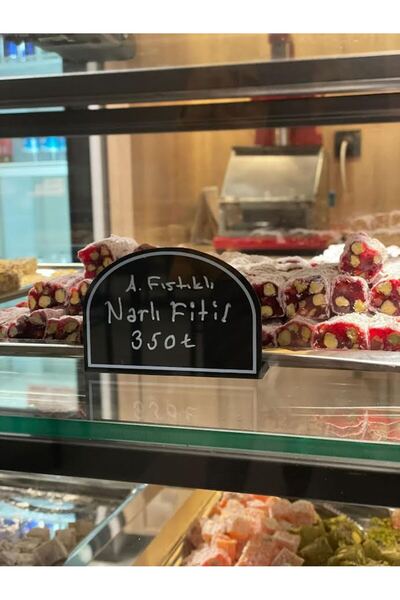 A. Fıstıklı
Narlı Fitil
350₺